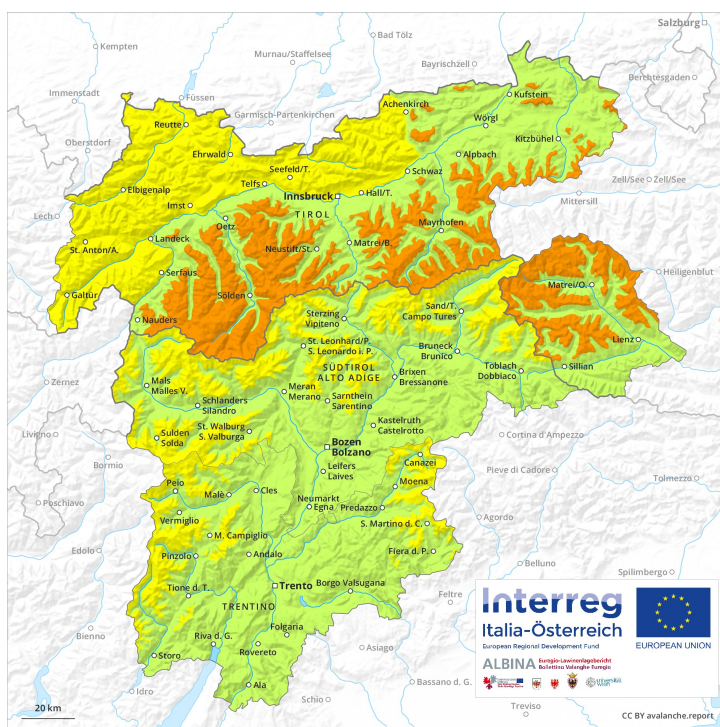 Salzburg
Bad Tölz
Kempten
Murnau/Staffelsee
Bayrischzell
Berchtesgaden
Immenstadt
Füssen
Achenkirch
Kufstein
Garmisch-Partenkirchen
Reutte
Wörgl
Oberstdorf
Ehrwald
Kitzbühel
Seefeld/T.
Alpbach
Telfs
Schwaz
Zell/See
Zell/See
Elbigenalp
Innsbruck
Hall/T.
Mittersill
Imst
TIROL
Lech
Oetz
Mayrhofen
St. Anton/A.
Landeck
Neustift/St.
Matrei/B.
Serfaus
Heiligenblut
Galtür
Sölden
Matrei/O.
Nauders
Sterzing
Vipiteno
Sand/T.
Campo Tures
Lienz
St. Leonhard/P.
S. Leonardo i. P.
Bruneck
Brunico
Toblach
Dobbiaco
Sillian
SÜDTIROL
ALTO ADIGE
Brixen
Bressanone
Zernez
Mals
Malles V.
Meran
Merano
Schlanders
Silandro
Sarnthein
Sarentino
St. Walburg
S. Valburga
Kastelruth
Castelrotto
Livigno
Sulden
Solda
Bozen
Bolzano
Cortina d'Ampezzo
Bormio
Canazei
Leifers
Laives
Pieve di Cadore
Tolmezzo
Peio
Moena
Malè
Cles
Neumarkt
Egna
Predazzo
Poschiavo
Vermiglio
Agordo
S. Martino d. C.
M. Campiglio
Edolo
Pinzolo
Andalo
Fiera d. P.
Belluno
Spilimbergo
Tione d. T.
Trento
Borgo Valsugana
Feltre
TRENTINO
Folgaria
Bienno
Riva d. G.
Rovereto
Asiago
Storo
Ala
Bassano d. G.
Idro
Schio
Treviso
20 km
Interreg
Italia-Österreich
European Regional Development Fund
EUROPEAN UNION
ALBINA
Euregio-Lawinenlagebericht
Bollettino Valanghe Euregio
universität
wien
CC BY avalanche.report